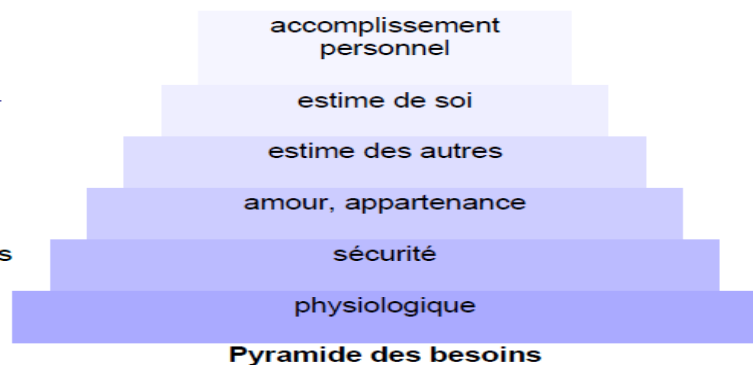 accomplissement
personnel
estime de soi
estime des autres
amour, appartenance
s
sécurité
physiologique
Pyramide des besoins